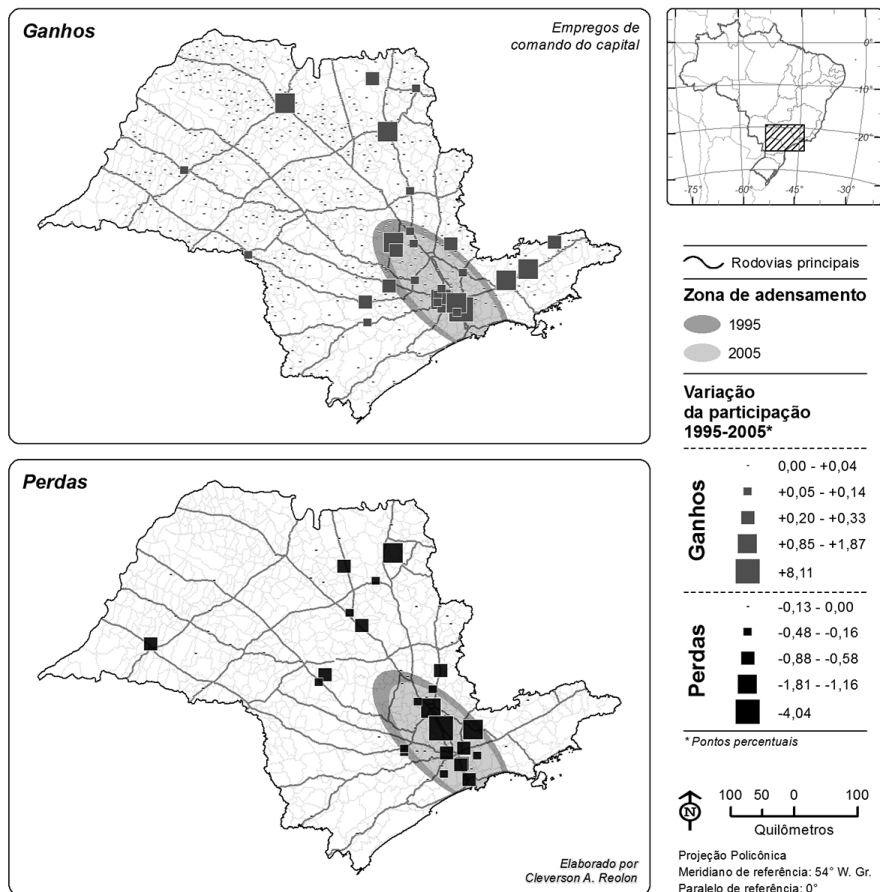 Ganhos
Empregos de
comando do capital
0°
-10°
-20°
-75°
-60°
-45°
-30°
Rodovias principais
Zona de adensamento
1995
2005
Variação
da participação
1995-2005*
Ganhos
0,00 - +0,04
+0,05 - +0,14
+0,20 - +0,33
+0,85 - +1,87
+8,11
Perdas
-0,13 - 0,00
-0,48 - -0,16
-0,88 - -0,58
-1,81 - -1,16
-4,04
* Pontos percentuais
Perdas
Elaborado por
Cleverson A. Reolon
N
100 50 0 100
Quilômetros
Projeção Policônica
Meridiano de referência: 54° W. Gr.
Paralelo de referência: 0°